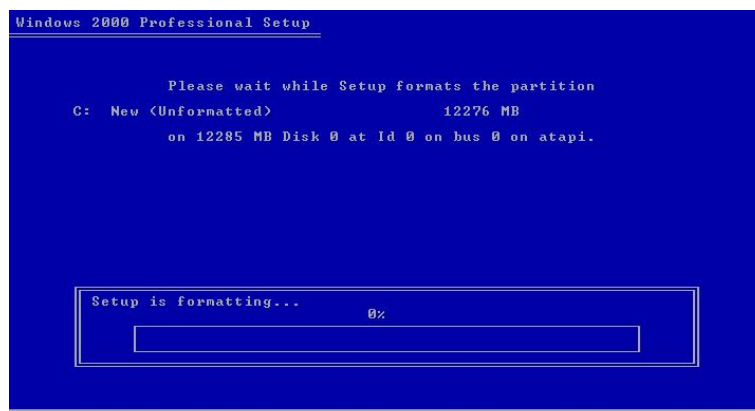 Windows 2000 Professional Setup
Please wait while Setup formats the partition
C: New (Unformatted) 12276 MB
on 12285 MB Disk 0 at Id 0 on bus 0 on atapi.
Setup is formatting...
0%